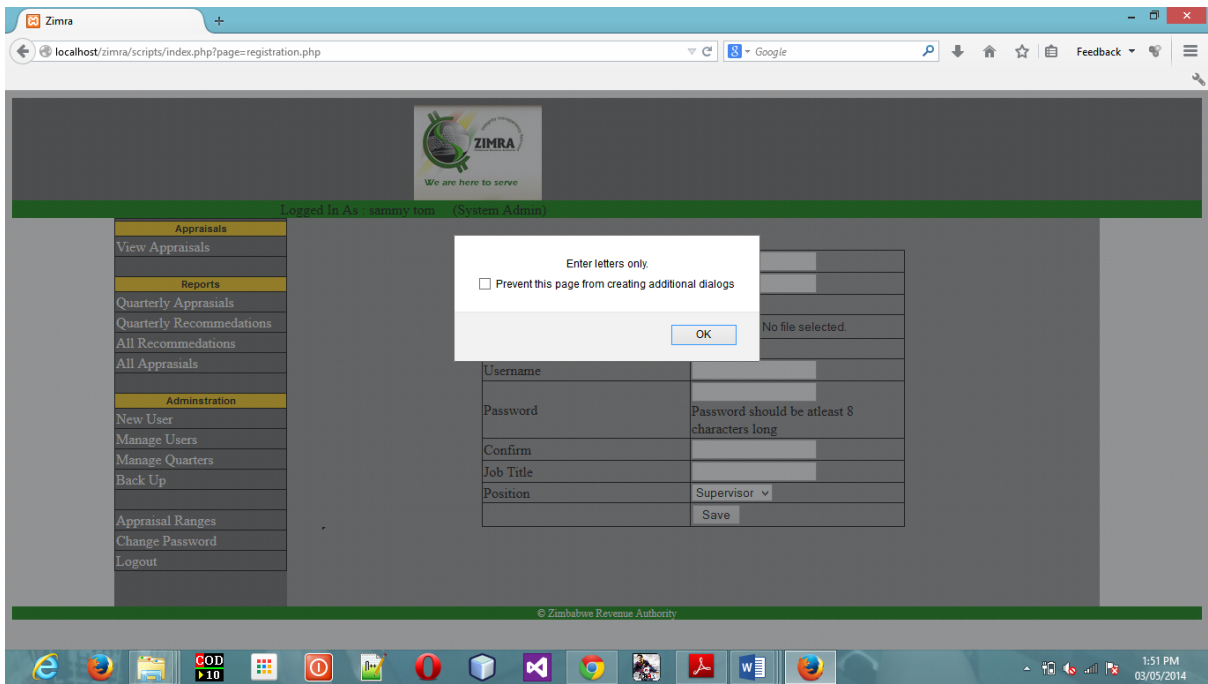 Zimra
localhost/zimra/scripts/index.php?page=registration.php
Google
Feedback
ZIMRA
We are here to serve
Logged In As : sammy tom (System Admin)
Appraisals
View Appraisals
Reports
Quarterly Apprasials
Quarterly Recommedations
All Recommedations
All Apprasials
Adminstration
New User
Manage Users
Manage Quarters
Back Up
Appraisal Ranges
Change Password
Logout
Enter letters only.
Prevent this page from creating additional dialogs
OK
No file selected.
Username
Password
Password should be atleast 8
characters long
Confirm
Job Title
Position
Supervisor
Save
© Zimbabwe Revenue Authority
COD
10
1:51 PM
03/05/2014